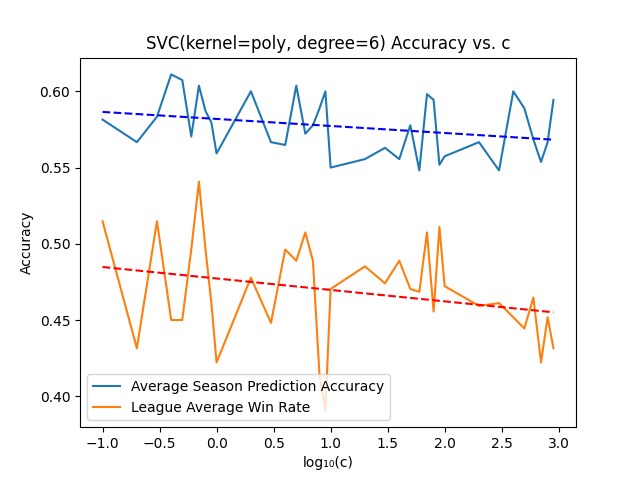 SVC(kernel=poly, degree=6) Accuracy vs. c
Accuracy
0.60
0.55
0.50
0.45
0.40
Average Season Prediction Accuracy
League Average Win Rate
−1.0 −0.5 0.0 0.5 1.0 1.5 2.0 2.5 3.0
log₁₀(c)